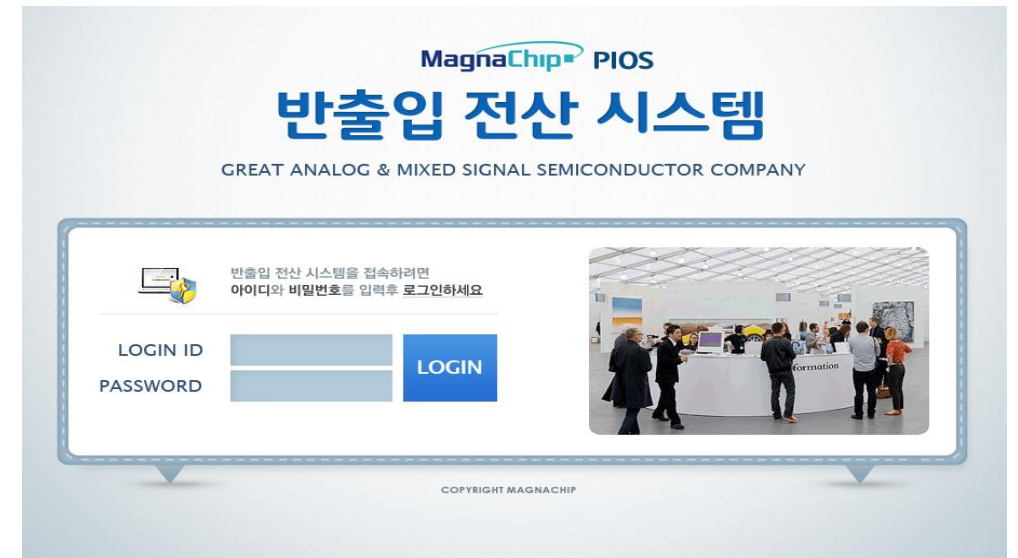 MagnaChip PIOS
반출입 전산 시스템
GREAT ANALOG & MIXED SIGNAL SEMICONDUCTOR COMPANY
반출입 전산 시스템을 접속하려면
아이디와 비밀번호를 입력후 로그인하세요
LOGIN ID
PASSWORD
LOGIN
formation
COPYRIGHT MAGNACHIP